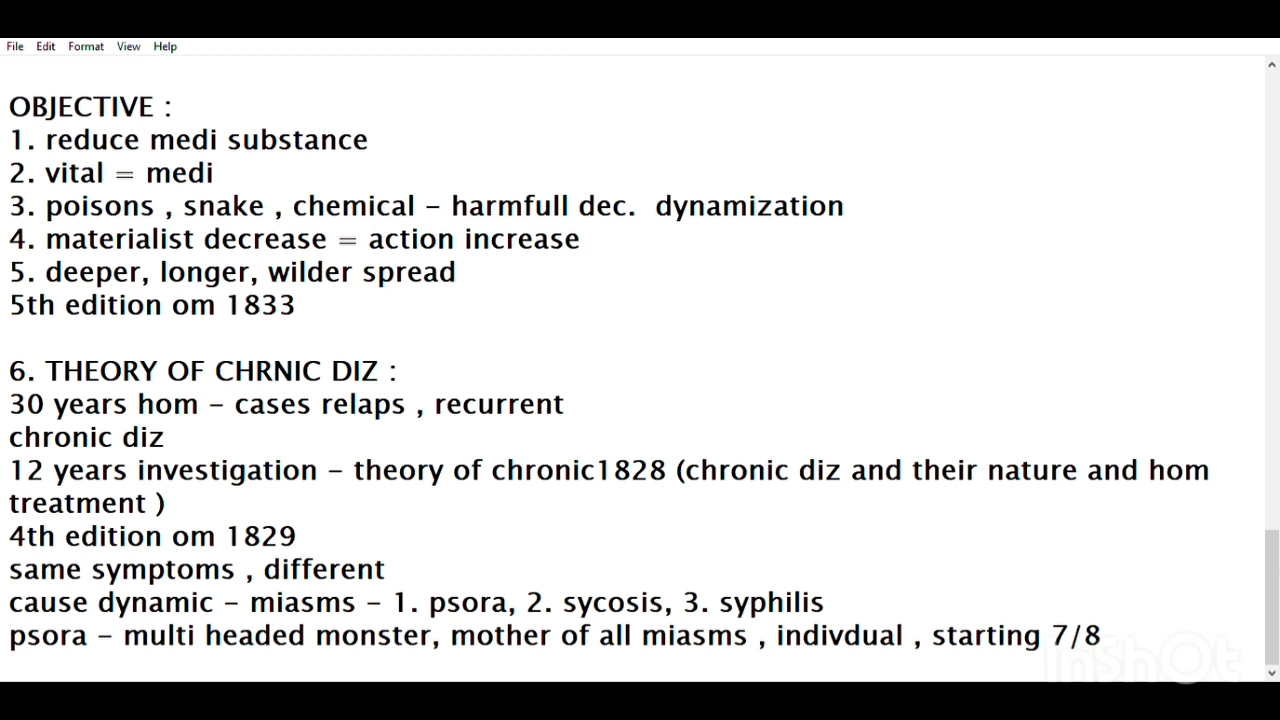 File Edit Format View Help
OBJECTIVE :
1. reduce medi substance
2. vital = medi
3. poisons , snake , chemical - harmfull dec.  dynamization
4. materialist decrease = action increase
5. deeper, longer, wilder spread
5th edition om 1833
6. THEORY OF CHRNIC DIZ :
30 years hom - cases relaps , recurrent
chronic diz
12 years investigation - theory of chronic1828 (chronic diz and their nature and hom
treatment )
4th edition om 1829
same symptoms , different
cause dynamic - miasms - 1. psora, 2. sycosis, 3. syphilis
psora - multi headed monster, mother of all miasms , indivdual , starting 7/8
InShOt